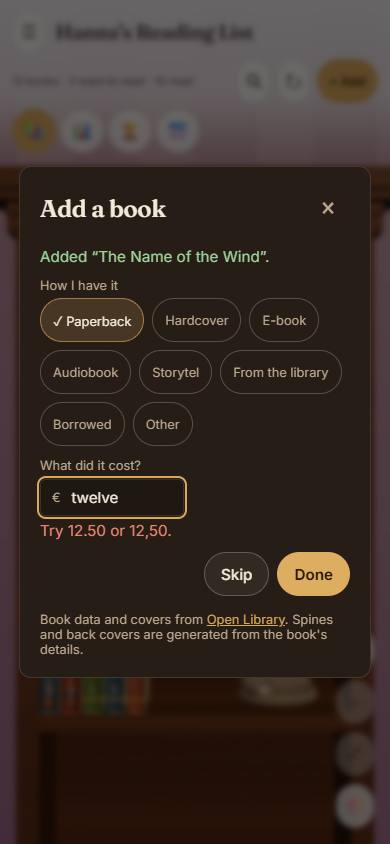 Hanna's Reading List
+ Add
Add a book
×
Added “The Name of the Wind”.
How I have it
✓ Paperback
Hardcover
E-book
Audiobook
Storytel
From the library
Borrowed
Other
What did it cost?
€ twelve
Try 12.50 or 12,50.
Skip
Done
Book data and covers from Open Library. Spines
and back covers are generated from the book's
details.